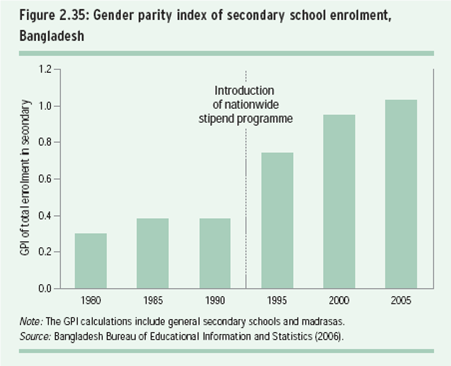 Figure 2.35: Gender parity index of secondary school enrolment,
Bangladesh
GPI of total enrolment in secondary
1.2
1.0
0.8
0.6
0.4
0.2
0.0
Introduction
of nationwide
stipend programme
1980 1985 1990 1995 2000 2005
Note: The GPI calculations include general secondary schools and madrasas.
Source: Bangladesh Bureau of Educational Information and Statistics (2006).